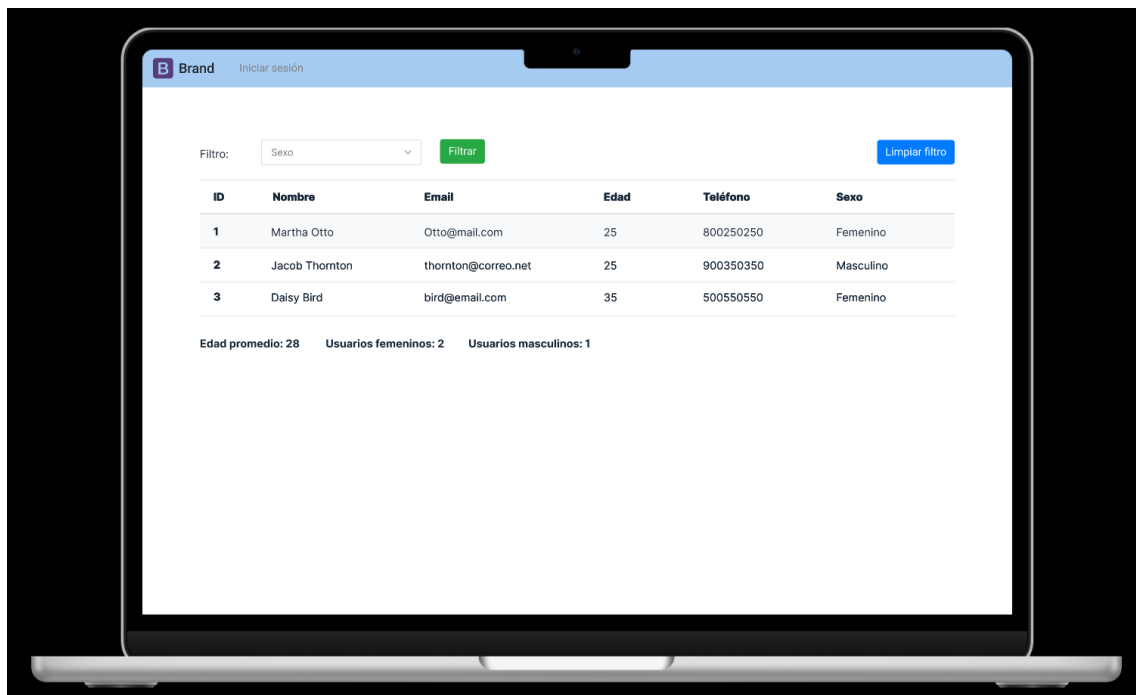 B Brand Iniciar sesión
Filtro: Sexo Filtrar Limpiar filtro
ID Nombre Email Edad Teléfono Sexo
1 Martha Otto Otto@mail.com 25 800250250 Femenino
2 Jacob Thornton thornton@correo.net 25 900350350 Masculino
3 Daisy Bird bird@email.com 35 500550550 Femenino
Edad promedio: 28 Usuarios femeninos: 2 Usuarios masculinos: 1